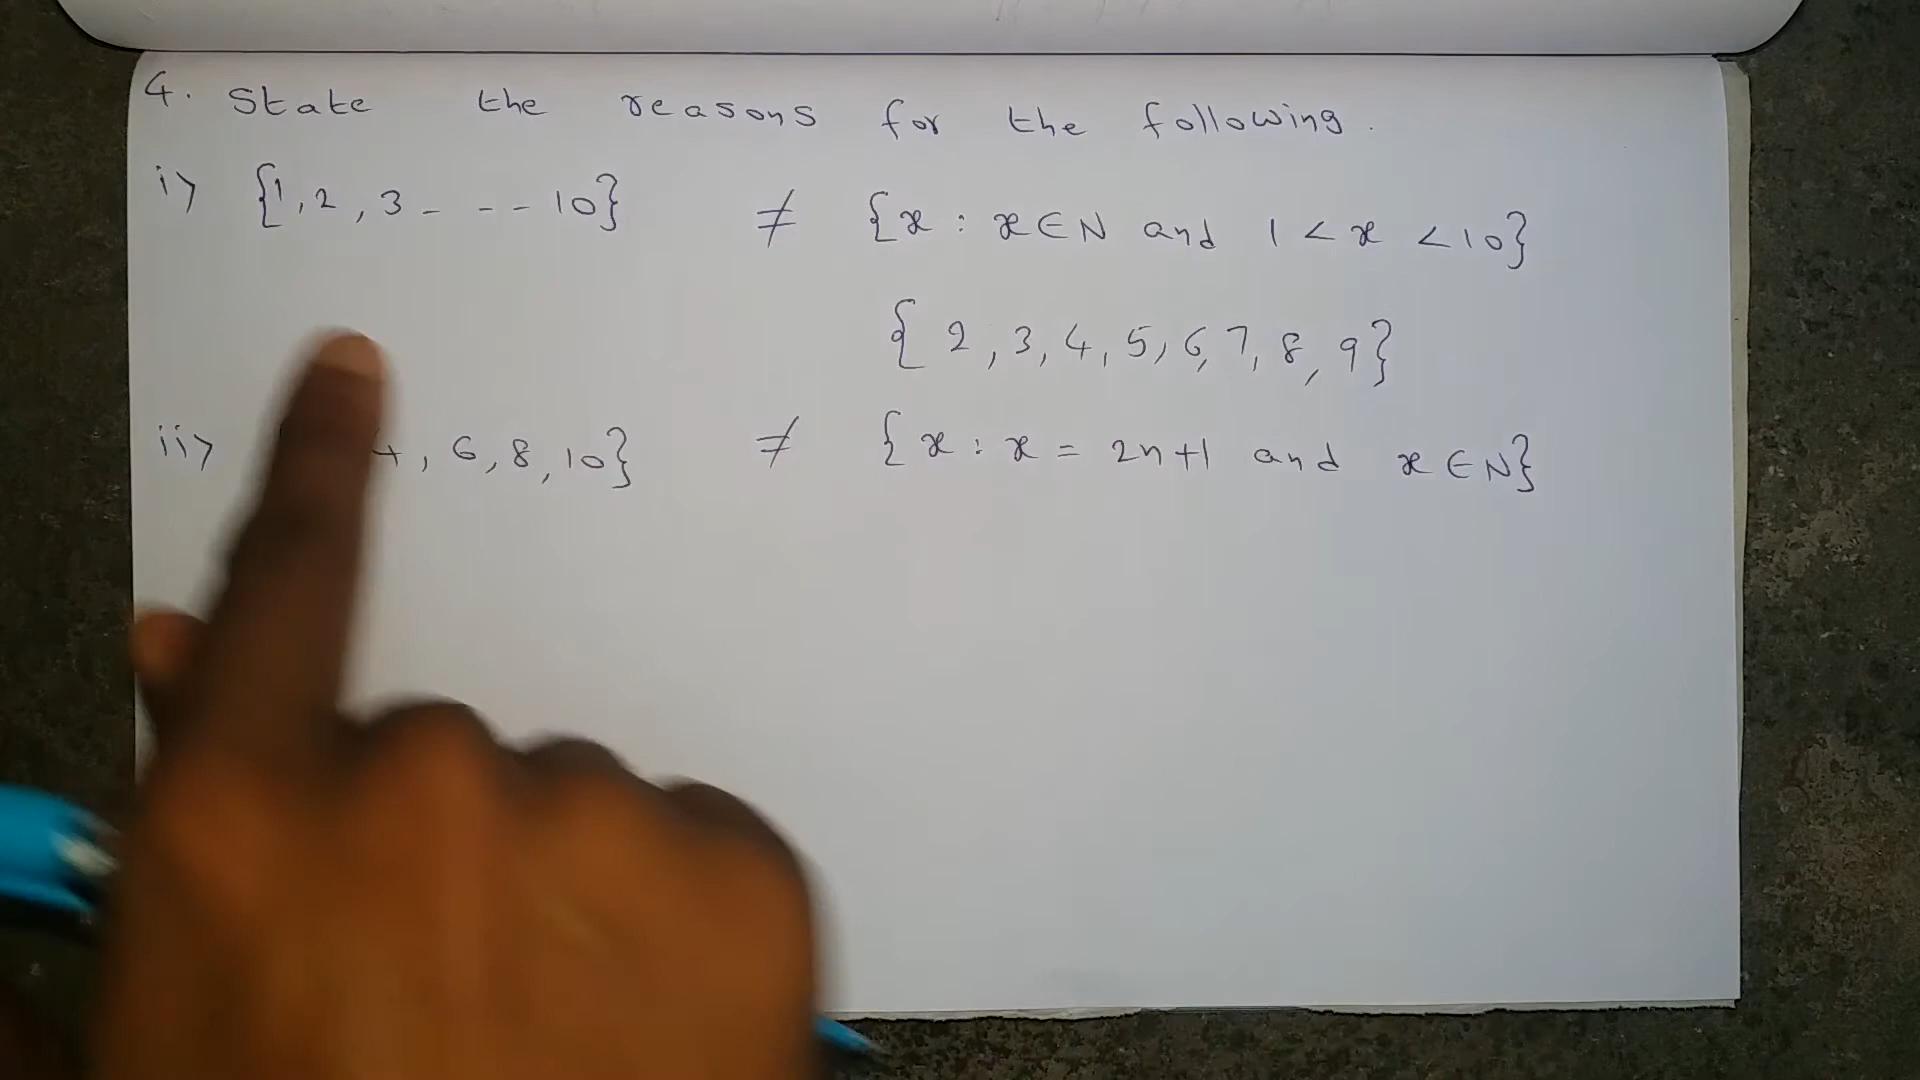 4. State the reasons for the following.
i) {1, 2, 3 - - - 10} ≠ {x : x ∈ N and 1 < x < 10}
{ 2, 3, 4, 5, 6, 7, 8, 9}
ii) , 6, 8, 10} ≠ {x : x = 2n+1 and x ∈ N}